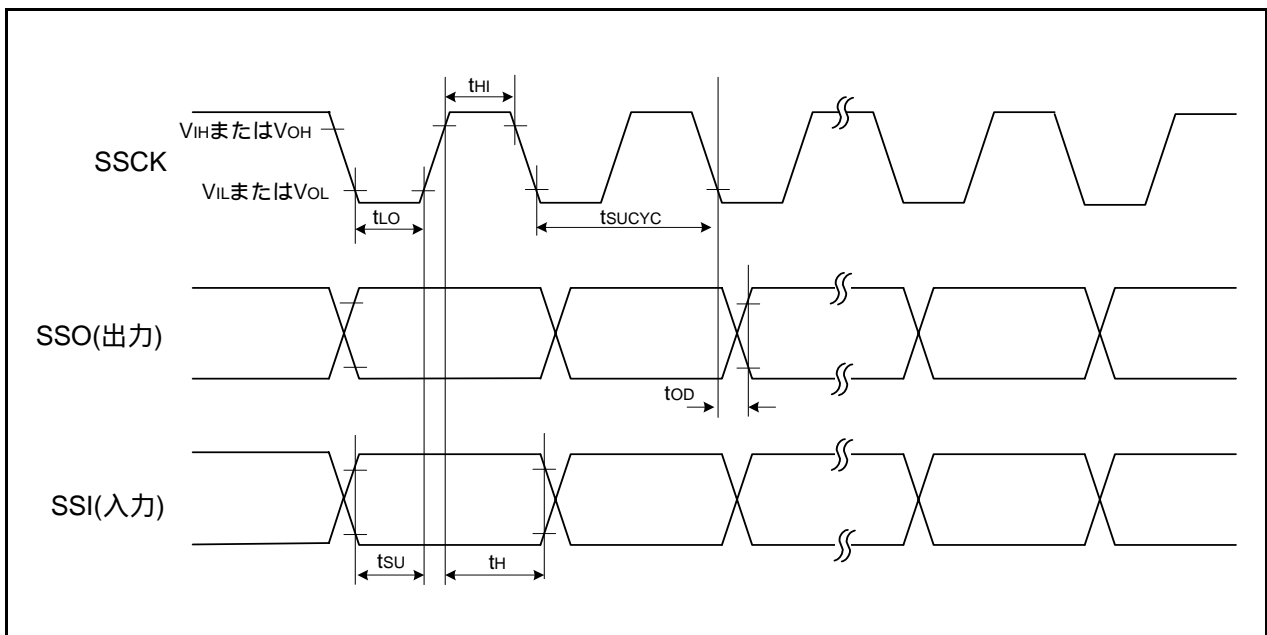 tHI
VIHまたはVOH
SSCK
VILまたはVOL
tLO
tSUCYC
SSO(出力)
tOD
SSI(入力)
tSU
tH